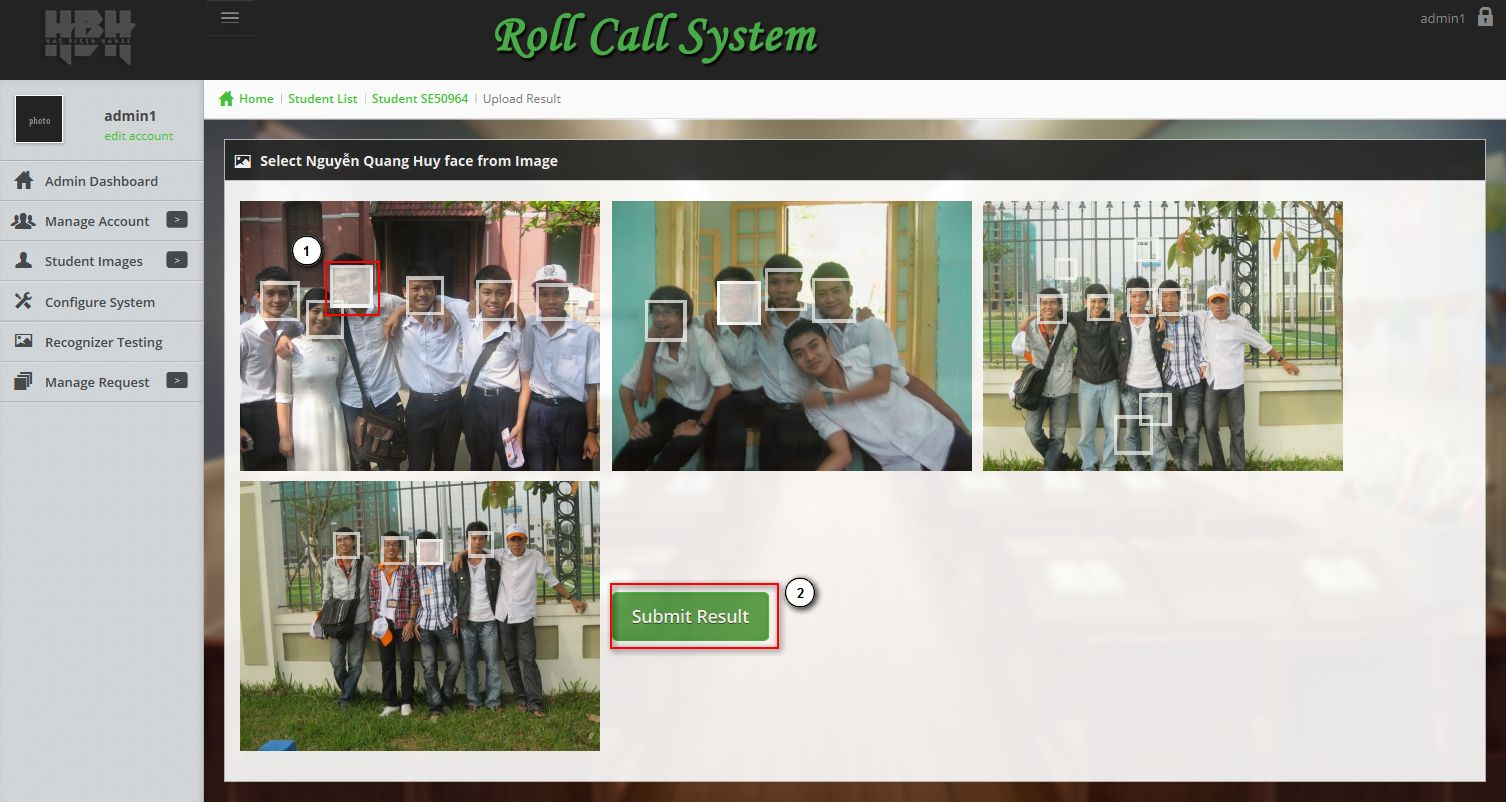 HBH
Roll Call System
admin1
photo
admin1
edit account
Home
Student List
Student SE50964
Upload Result
Admin Dashboard
Manage Account >
Student Images >
Configure System
Recognizer Testing
Manage Request >
Select Nguyễn Quang Huy face from Image
1
Submit Result
2